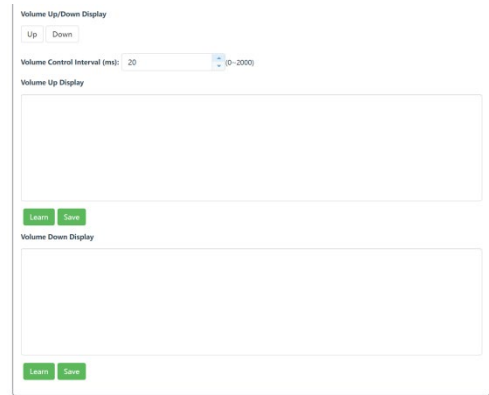 Volume Up/Down Display
Up Down
Volume Control Interval (ms): 20 (0~2000)
Volume Up Display
Learn Save
Volume Down Display
Learn Save